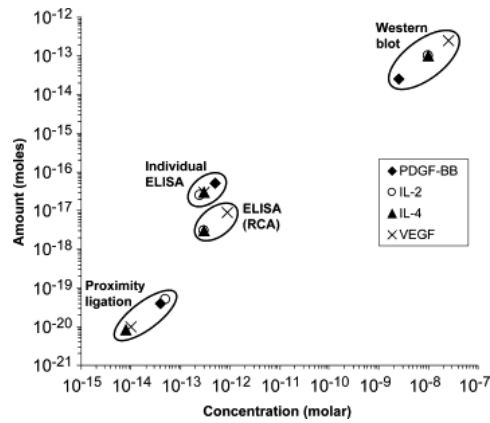 10-12
10-13
10-14
10-15
10-16
10-17
10-18
10-19
10-20
10-21
Amount (moles)
Western
blot
Individual
ELISA
ELISA
(RCA)
Proximity
ligation
PDGF-BB
IL-2
IL-4
VEGF
10-15 10-14 10-13 10-12 10-11 10-10 10-9 10-8 10-7
Concentration (molar)